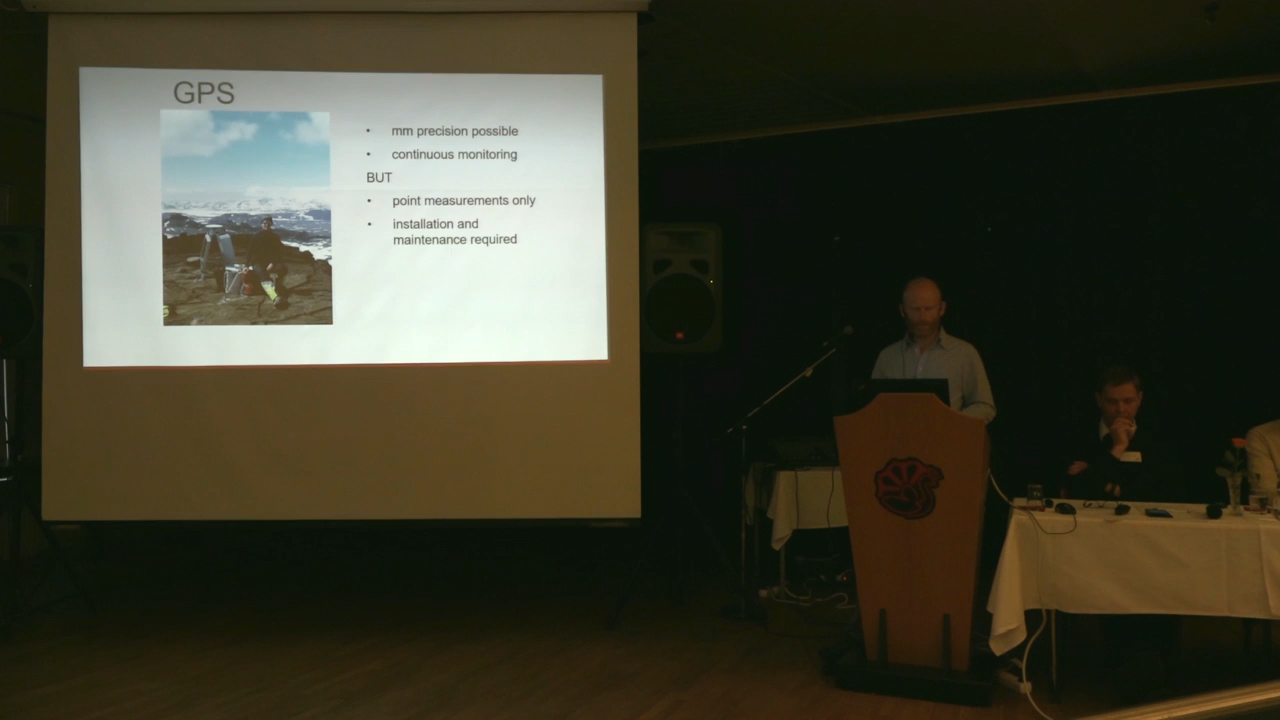 GPS
• mm precision possible
• continuous monitoring
BUT
• point measurements only
• installation and
maintenance required